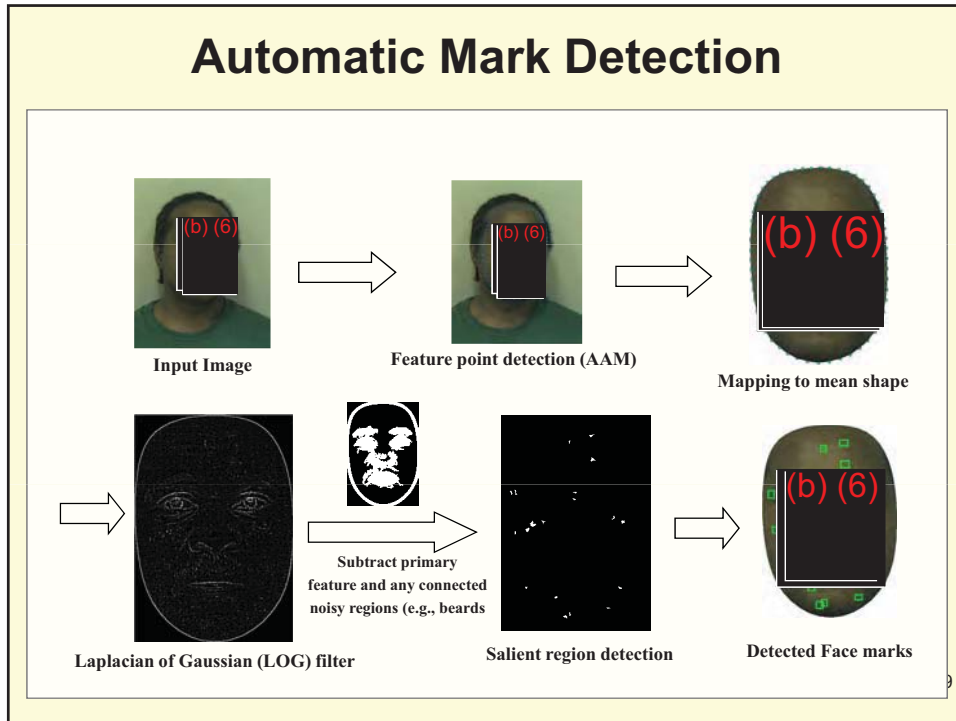 Automatic Mark Detection
(b) (6)
(b) (6)
(b) (6)
Input Image
Feature point detection (AAM)
Mapping to mean shape
(b) (6)
Subtract primary
feature and any connected
noisy regions (e.g., beards
Laplacian of Gaussian (LOG) filter
Salient region detection
Detected Face marks
9